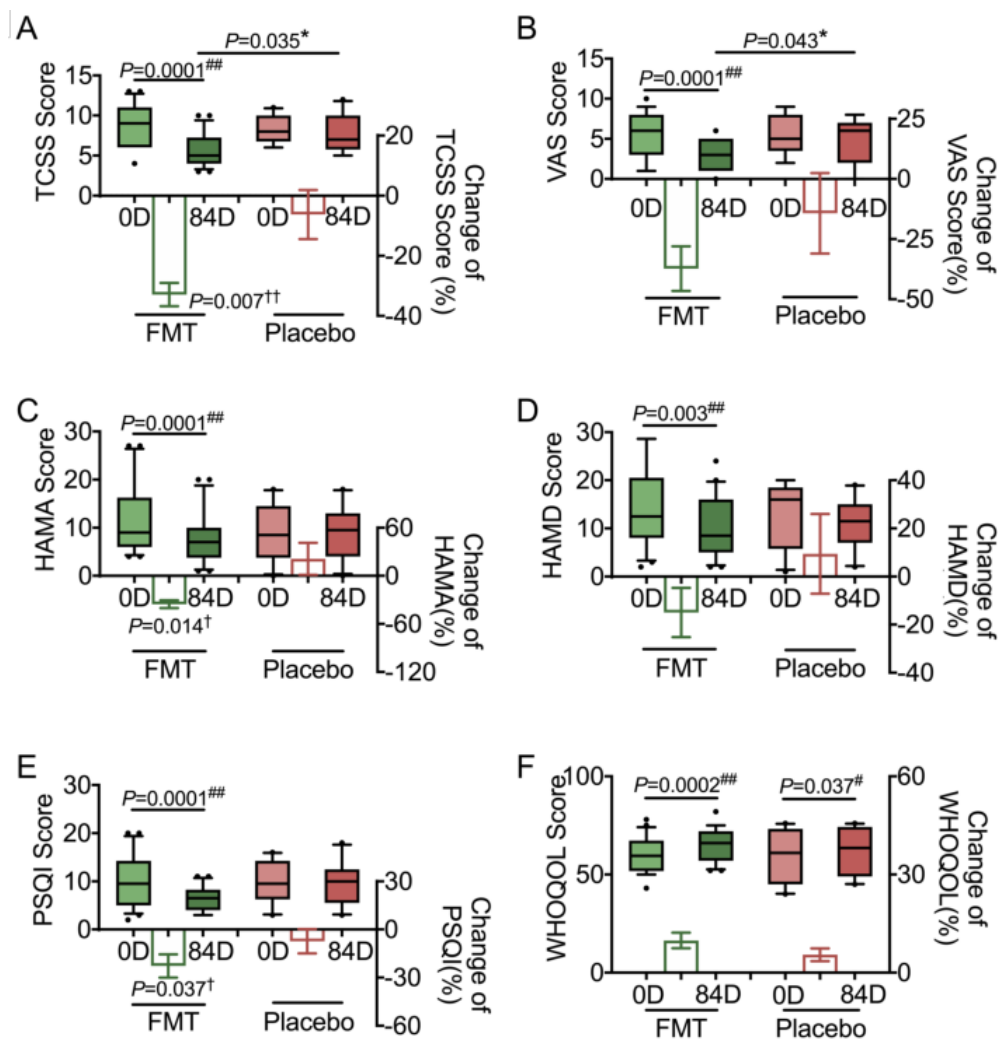 A
P=0.035*
P=0.0001##
TCSS Score
15
10
5
0
0D
84D
0D
84D
20
0
-20
-40
Change of
TCSS Score (%)
P=0.007††
FMT
Placebo
B
P=0.043*
P=0.0001##
VAS Score
15
10
5
0
0D
84D
0D
84D
25
0
-25
-50
Change of
VAS Score(%)
FMT
Placebo
C
P=0.0001##
HAMA Score
30
20
10
0
0D
84D
0D
84D
60
0
-60
-120
Change of
HAMA(%)
P=0.014†
FMT
Placebo
D
P=0.003##
HAMD Score
30
20
10
0
0D
84D
0D
84D
40
20
0
-20
-40
Change of
HAMD(%)
FMT
Placebo
E
P=0.0001##
PSQI Score
30
20
10
0
0D
84D
0D
84D
30
0
-30
-60
Change of
PSQI(%)
P=0.037†
FMT
Placebo
F
P=0.0002##
P=0.037#
WHOQOL Score
100
50
0
0D
84D
0D
84D
60
30
0
Change of
WHOQOL(%)
FMT
Placebo